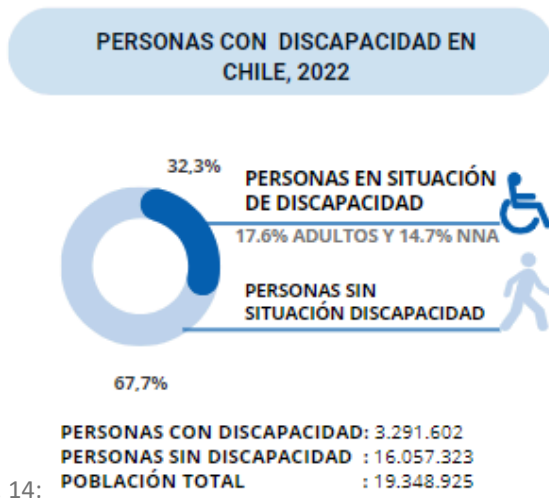 PERSONAS CON DISCAPACIDAD EN
CHILE, 2022
32,3%
PERSONAS EN SITUACIÓN
DE DISCAPACIDAD
17.6% ADULTOS Y 14.7% NNA
PERSONAS SIN
SITUACIÓN DISCAPACIDAD
67,7%
PERSONAS CON DISCAPACIDAD: 3.291.602
PERSONAS SIN DISCAPACIDAD : 16.057.323
14: POBLACIÓN TOTAL : 19.348.925